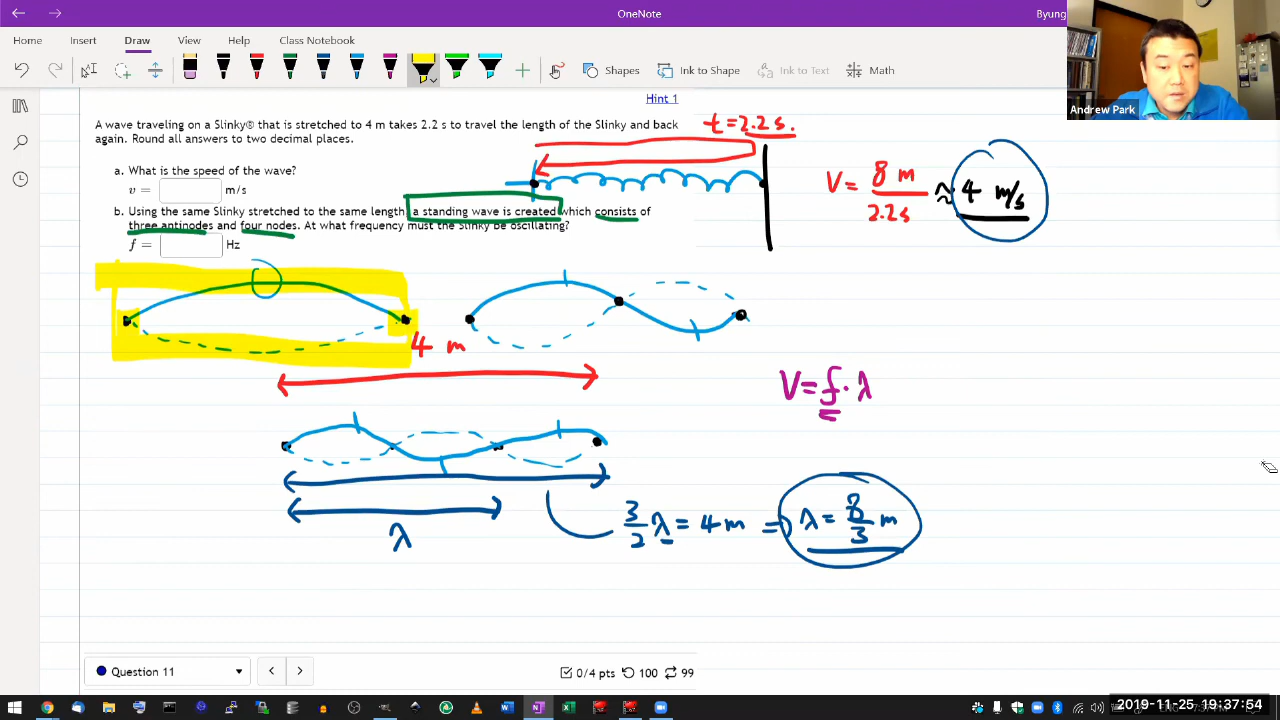 OneNote
Byung
Home Insert Draw View Help Class Notebook
Shapes Ink to Shape Ink to Text Math
Andrew Park
Hint 1
A wave traveling on a Slinky® that is stretched to 4 m takes 2.2 s to travel the length of the Slinky and back
again. Round all answers to two decimal places.
t = 2.2 s.
a. What is the speed of the wave?
v = m/s
V = 8 m / 2.2 s ≈ 4 m/s
b. Using the same Slinky stretched to the same length, a standing wave is created which consists of
three antinodes and four nodes. At what frequency must the Slinky be oscillating?
f = Hz
4 m
V = f · λ
λ
3/2 λ = 4 m ⇒ λ = 8/3 m
Question 11
0/4 pts 100 99
2019-11-25 19:37:54